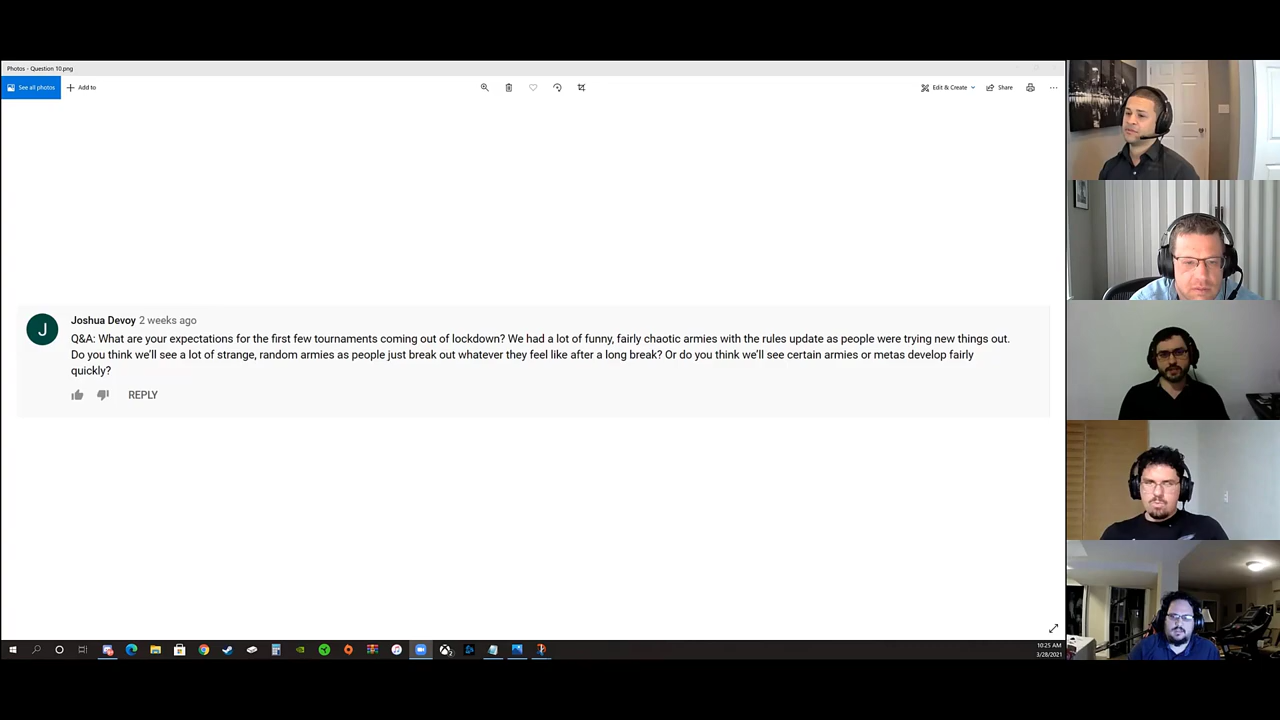 Photos - Question 10.png
See all photos
Add to
Edit & Create
Share
Joshua Devoy 2 weeks ago
J
Q&A: What are your expectations for the first few tournaments coming out of lockdown? We had a lot of funny, fairly chaotic armies with the rules update as people were trying new things out.
Do you think we'll see a lot of strange, random armies as people just break out whatever they feel like after a long break? Or do you think we'll see certain armies or metas develop fairly
quickly?
REPLY
10:25 AM
3/28/2021